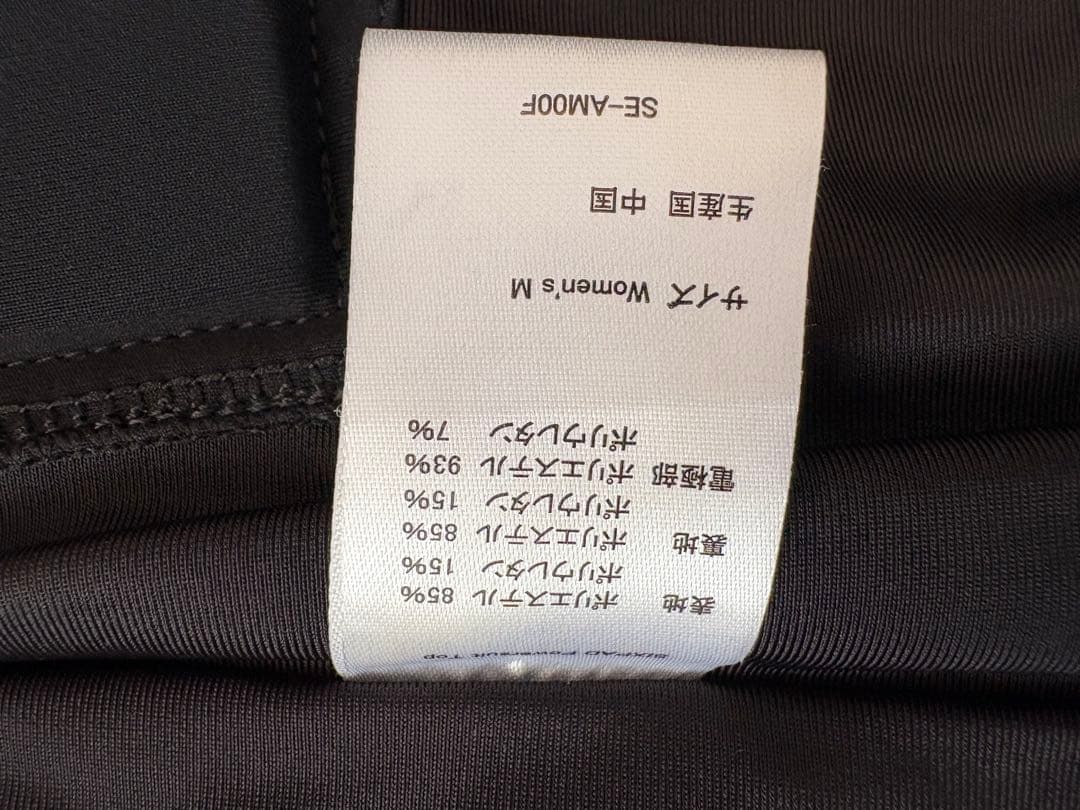 SIXPAD Powersuit Top
表地 ポリエステル 85%
ポリウレタン 15%
裏地 ポリエステル 85%
ポリウレタン 15%
電極部 ポリエステル 93%
ポリウレタン 7%
サイズ Women's M
生産国 中国
SE-AM00F